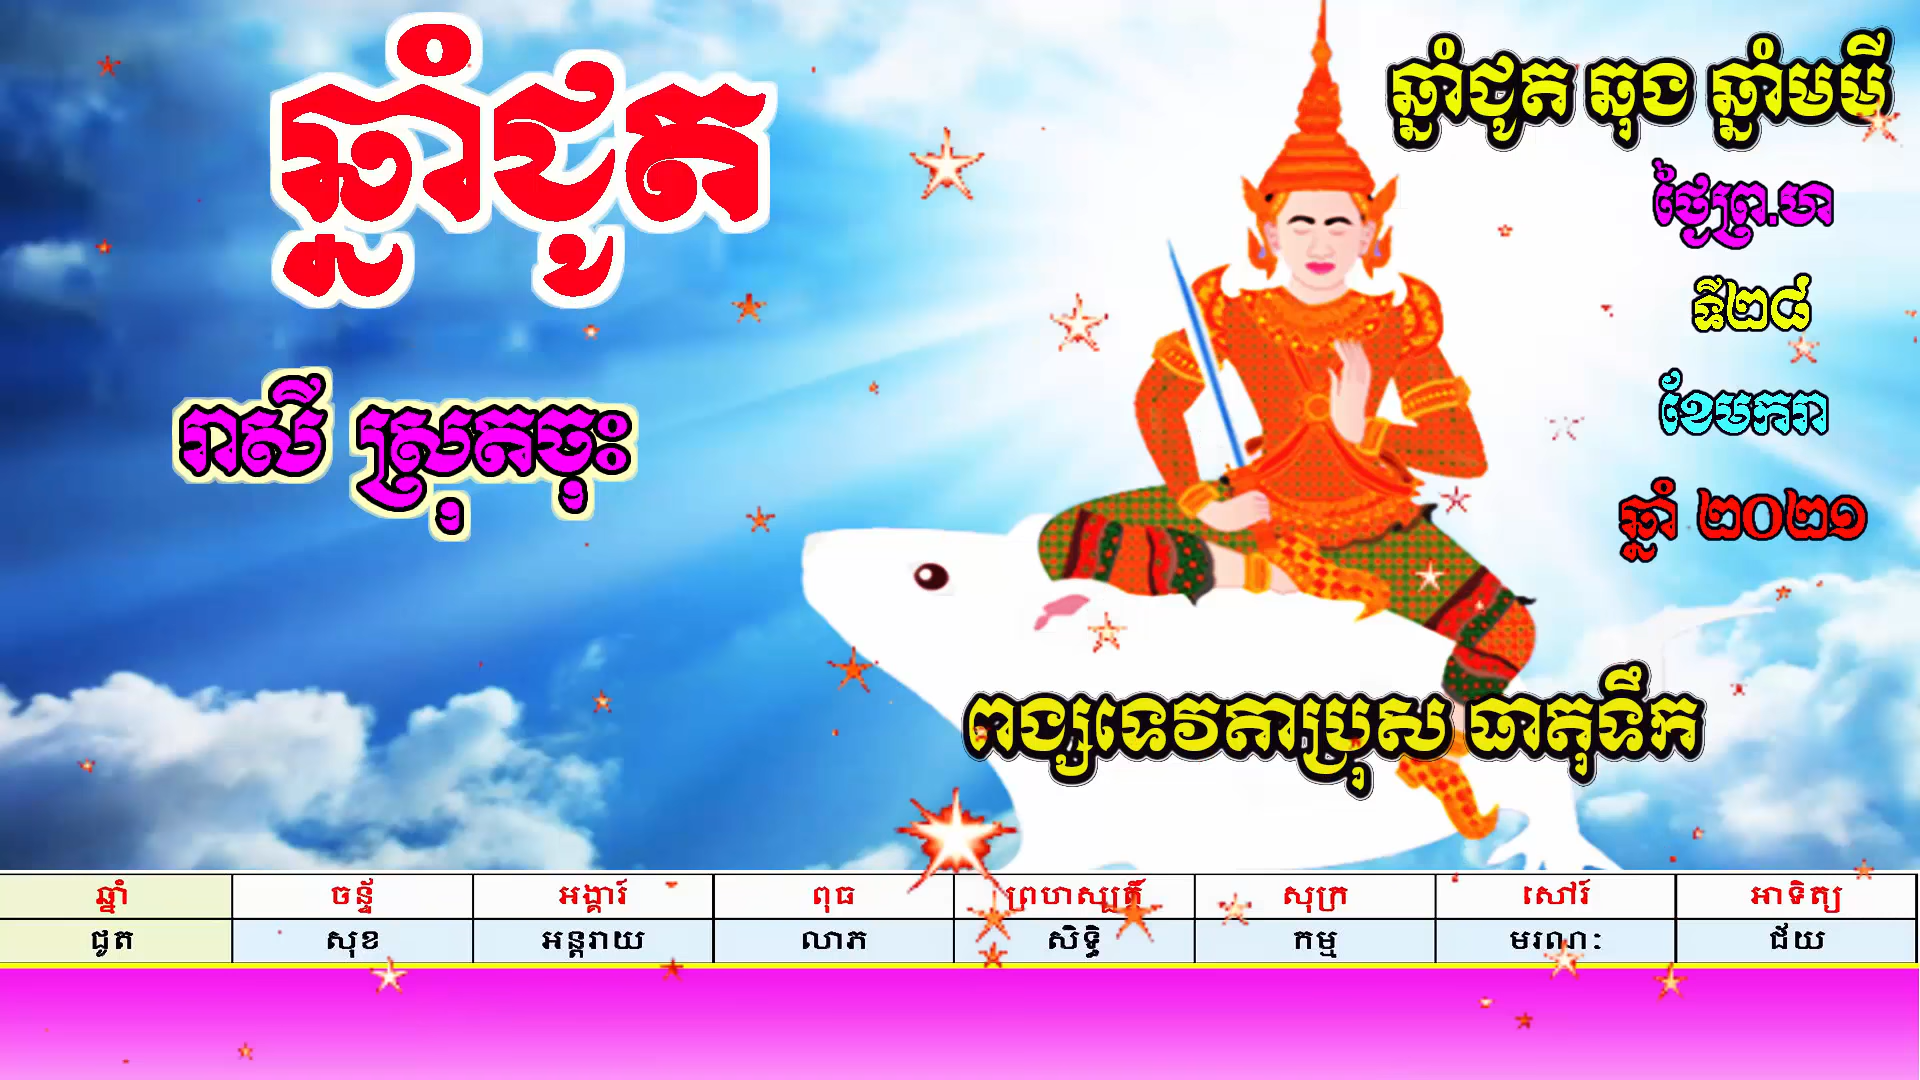 ឆ្នាំជូត
រាសី ស្រុតចុះ
ឆ្នាំជូត ឆុង ឆ្នាំមមី
ថ្ងៃព្រ.ហ
ទី២៨
ខែមករា
ឆ្នាំ ២០២១
ពង្សទេវតាប្រុស ធាតុទឹក
ឆ្នាំ ចន្ទ័ អង្គារ៍ ពុធ ព្រហស្បត្តិ៍ សុក្រ សៅរ៍ អាទិត្យ
ជូត សុខ អន្តរាយ លាភ សិទ្ធិ កម្ម មរណៈ ជ័យ